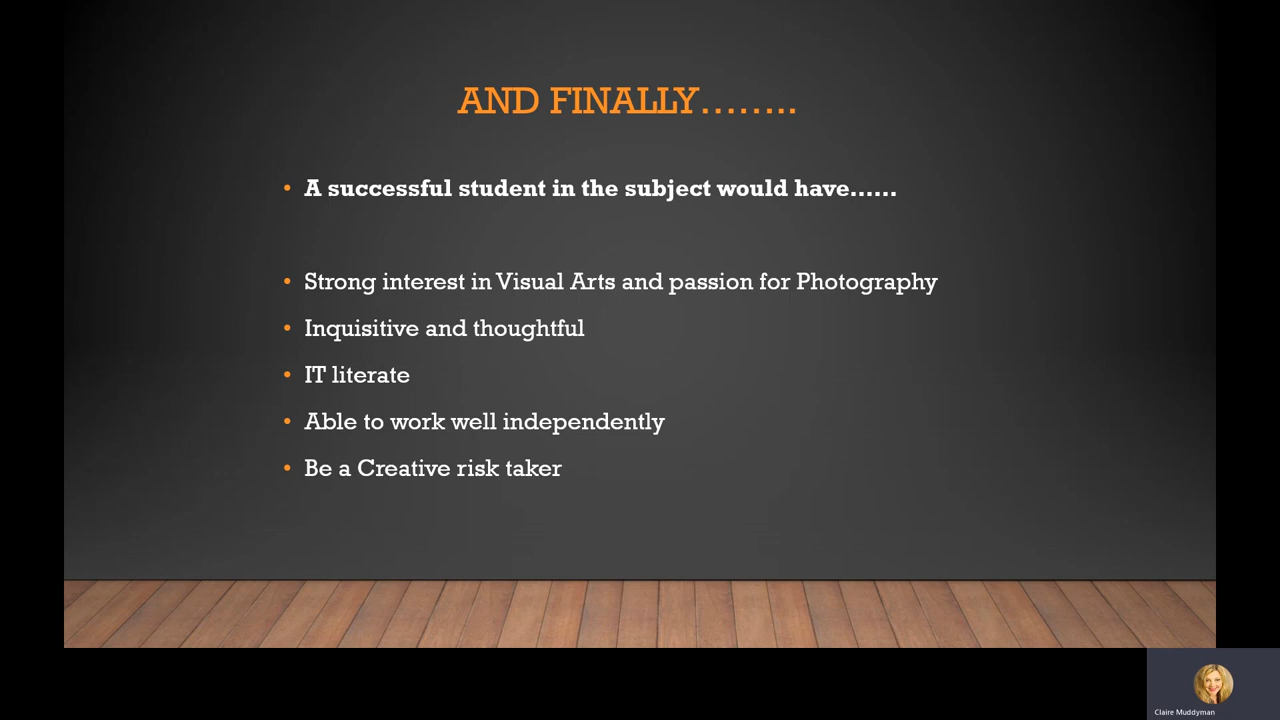 AND FINALLY……..
A successful student in the subject would have……
Strong interest in Visual Arts and passion for Photography
Inquisitive and thoughtful
IT literate
Able to work well independently
Be a Creative risk taker
Claire Muddyman